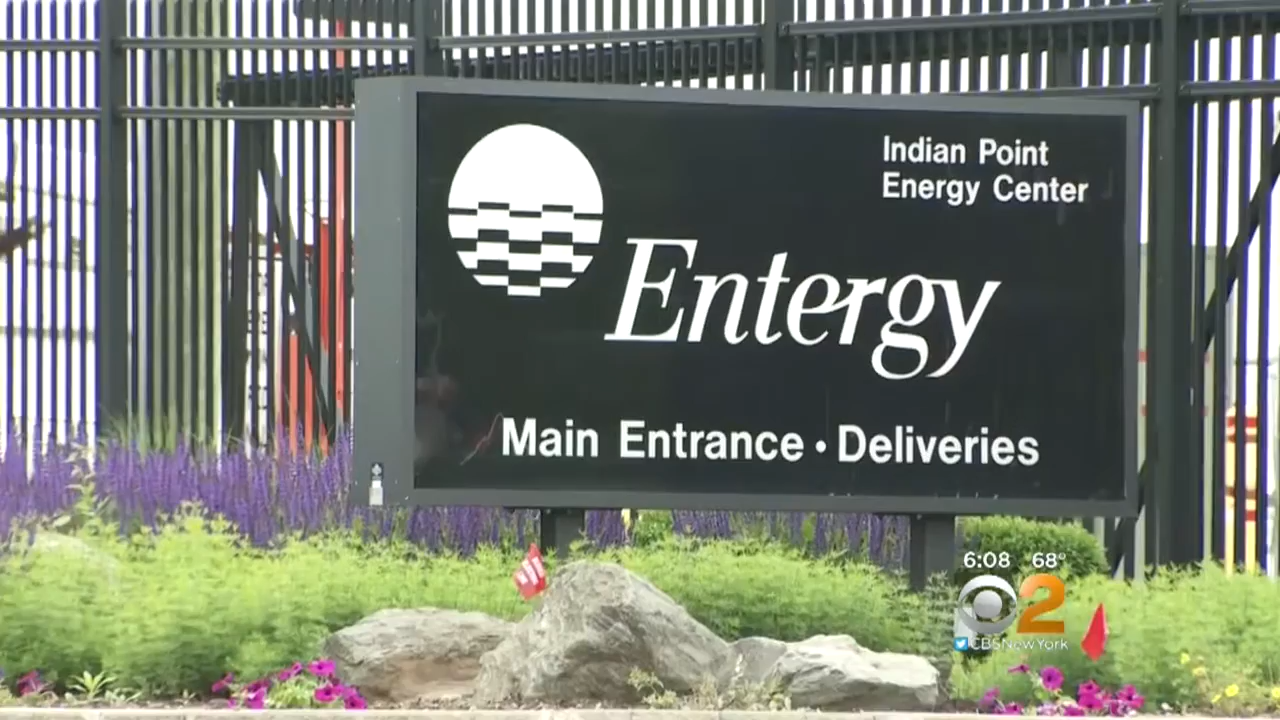 Indian Point
Energy Center
Entergy
Main Entrance • Deliveries
6:08 68°
2
CBSNewYork